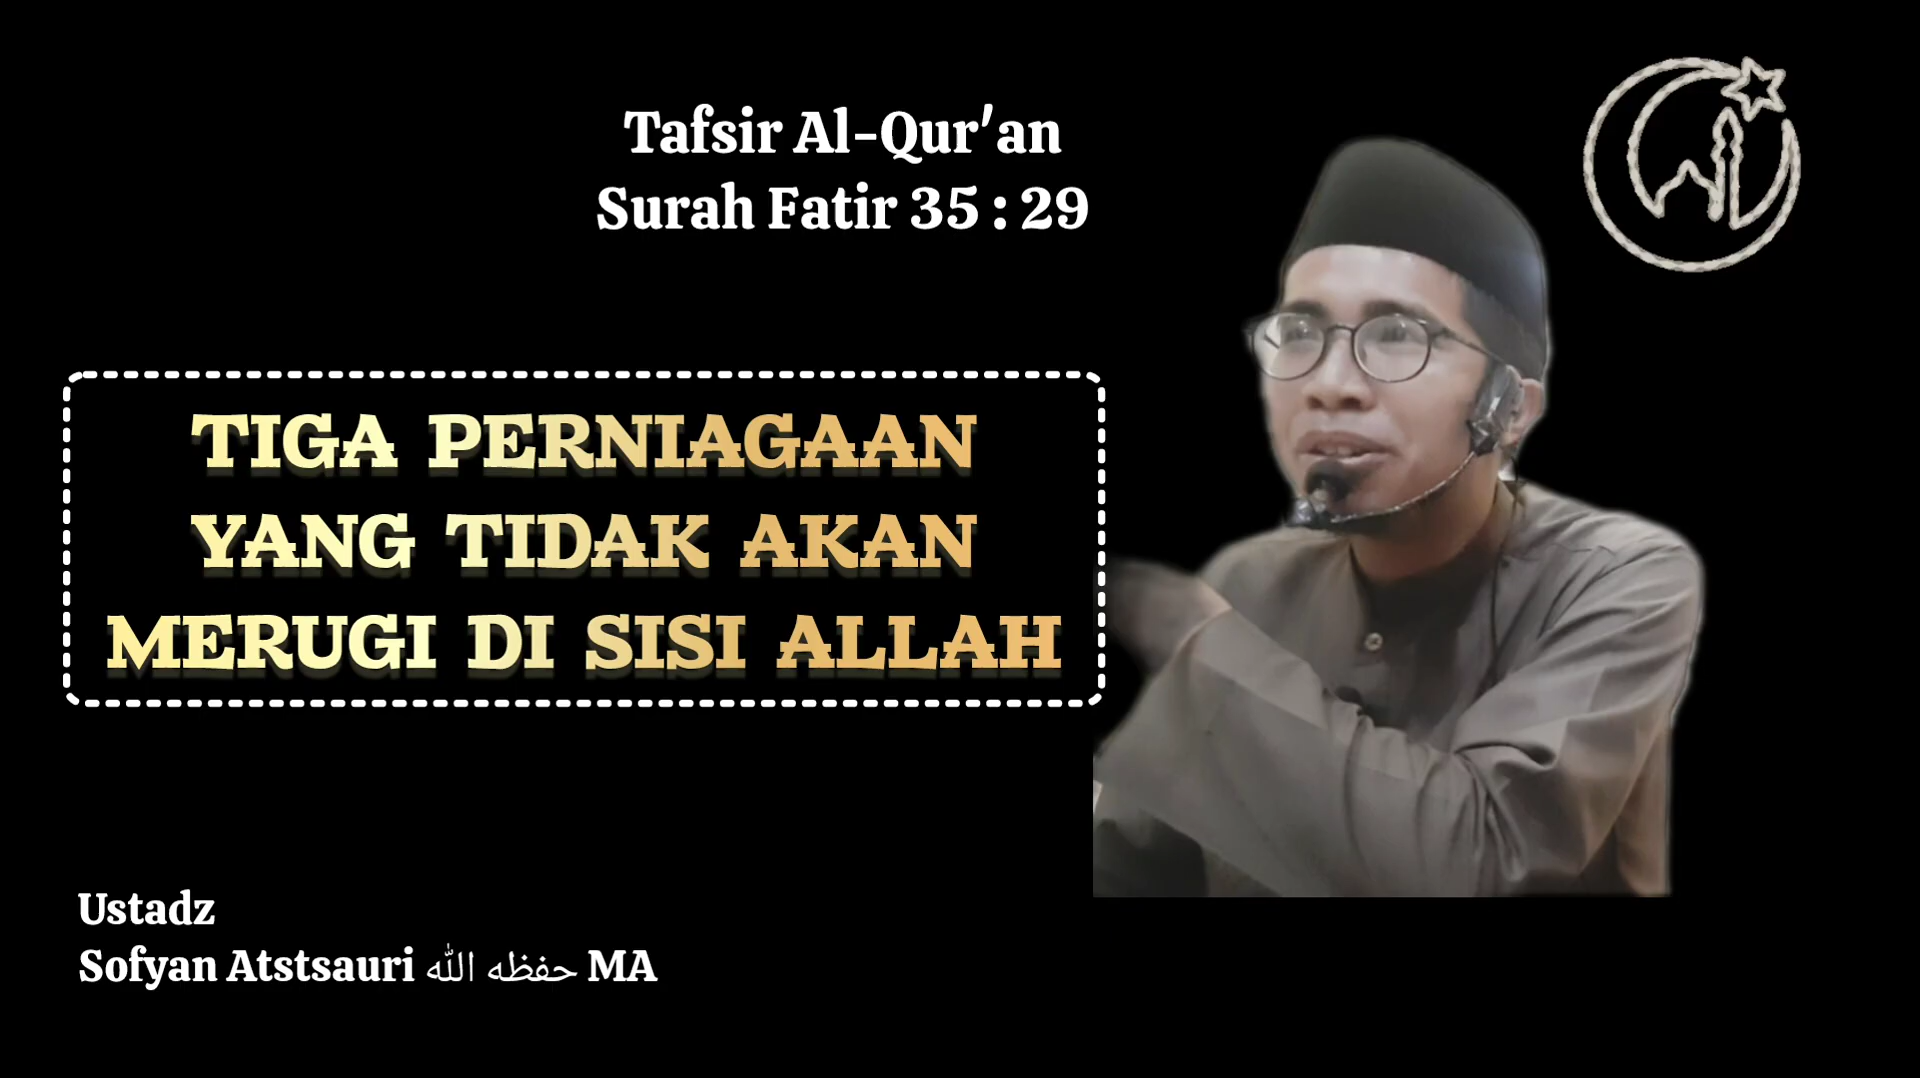 Tafsir Al-Qur'an
Surah Fatir 35 : 29
TIGA PERNIAGAAN
YANG TIDAK AKAN
MERUGI DI SISI ALLAH
Ustadz
Sofyan Atstsauri حفظه الله MA